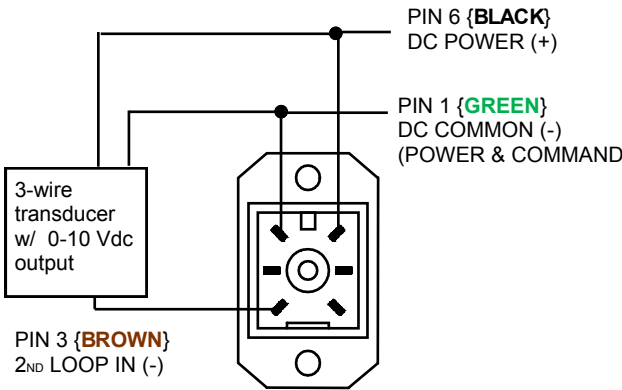 PIN 6 {BLACK}
DC POWER (+)
PIN 1 {GREEN}
DC COMMON (-)
(POWER & COMMAND
3-wire
transducer
w/ 0-10 Vdc
output
PIN 3 {BROWN}
2ND LOOP IN (-)